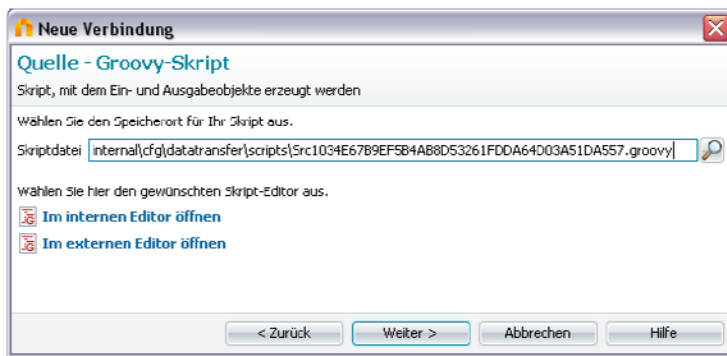 Neue Verbindung
Quelle - Groovy-Skript
Skript, mit dem Ein- und Ausgabeobjekte erzeugt werden
Wählen Sie den Speicherort für Ihr Skript aus.
Skriptdatei internal\cfg\datatransfer\scripts\Src1034E67B9EF5B4AB8D53261FDDA64D03A51DA557.groovy
Wählen Sie hier den gewünschten Skript-Editor aus.
Im internen Editor öffnen
Im externen Editor öffnen
< Zurück Weiter > Abbrechen Hilfe